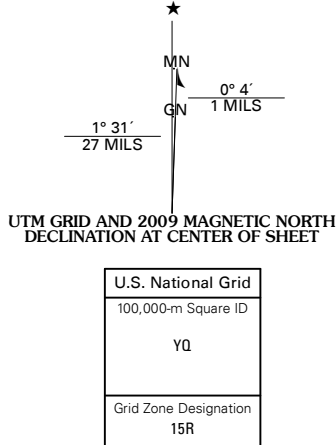 ★
MN
0° 4´
1 MILS
GN
1° 31´
27 MILS
UTM GRID AND 2009 MAGNETIC NORTH
DECLINATION AT CENTER OF SHEET
U.S. National Grid
100,000-m Square ID
YQ
Grid Zone Designation
15R